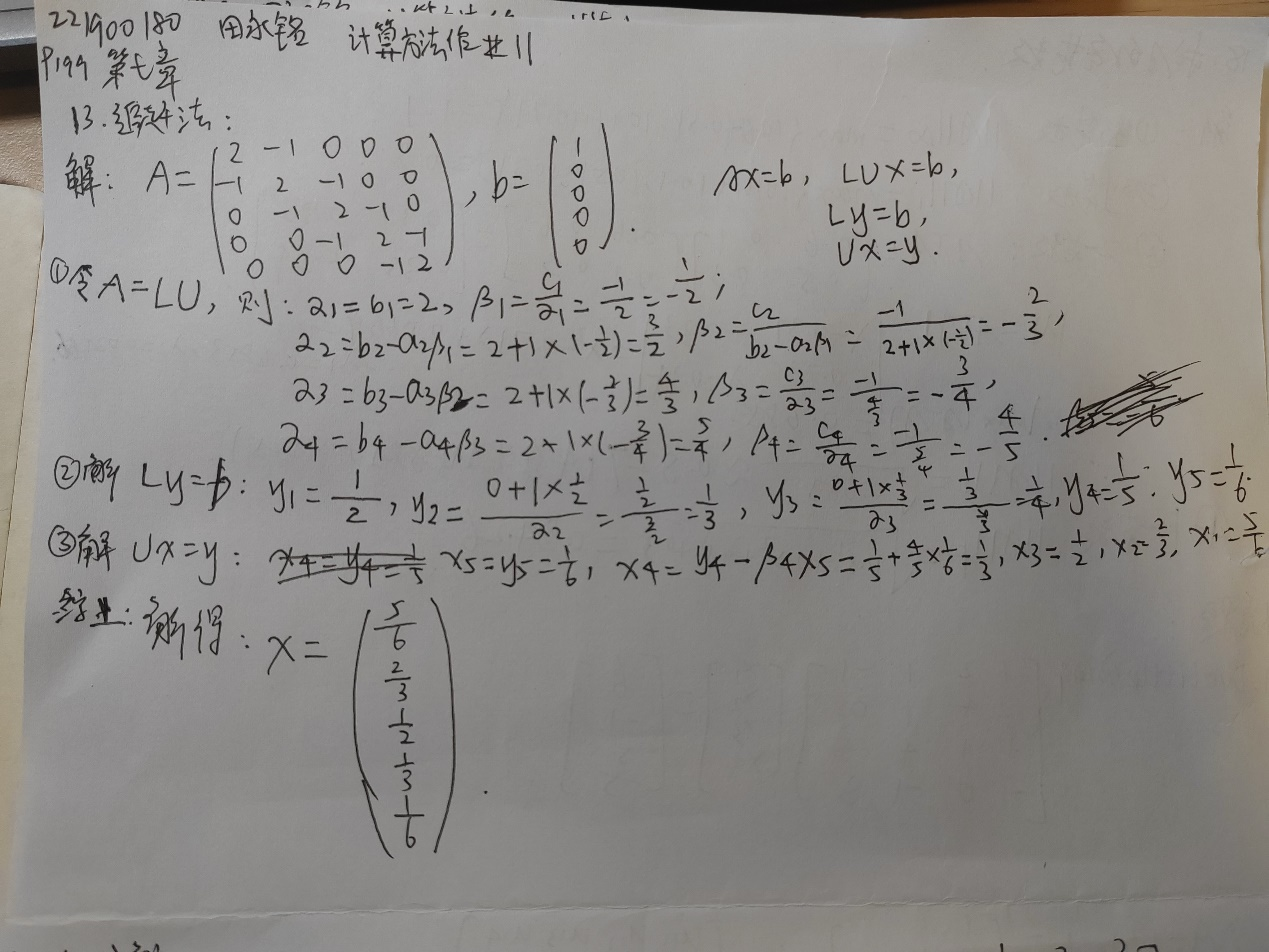 221900180 田永铭 计算方法作业11
P199 第七章
13.追赶法:
解: A = ( 2 -1 0 0 0 ; -1 2 -1 0 0 ; 0 -1 2 -1 0 ; 0 0 -1 2 -1 ; 0 0 0 -1 2 ), b = ( 1 ; 0 ; 0 ; 0 ; 0 ). Ax=b, LUx=b,
Ly=b,
Ux=y.
①令A=LU, 则: α1=b1=2, β1=c1/α1=-1/2=-1/2;
α2=b2-a2β1=2+1×(-1/2)=3/2, β2=c2/(b2-a2β1)=-1/(2+1×(-1/2))=-2/3,
α3=b3-a3β2=2+1×(-2/3)=4/3, β3=c3/α3=-1/(4/3)=-3/4,
α4=b4-a4β3=2+1×(-3/4)=5/4, β4=c4/α4=-1/(5/4)=-4/5.
②解 Ly=b: y1=1/2, y2=(0+1×1/2)/α2=(1/2)/(3/2)=1/3, y3=(0+1×1/3)/α3=(1/3)/(4/3)=1/4, y4=1/5. y5=1/6.
③解 Ux=y: x4=y4=1/5 x5=y5=1/6, x4=y4-β4x5=1/5+4/5×1/6=1/3, x3=1/2, x2=2/3, x1=5/6
综上: 解得: x = ( 5/6 ; 2/3 ; 1/2 ; 1/3 ; 1/6 ).